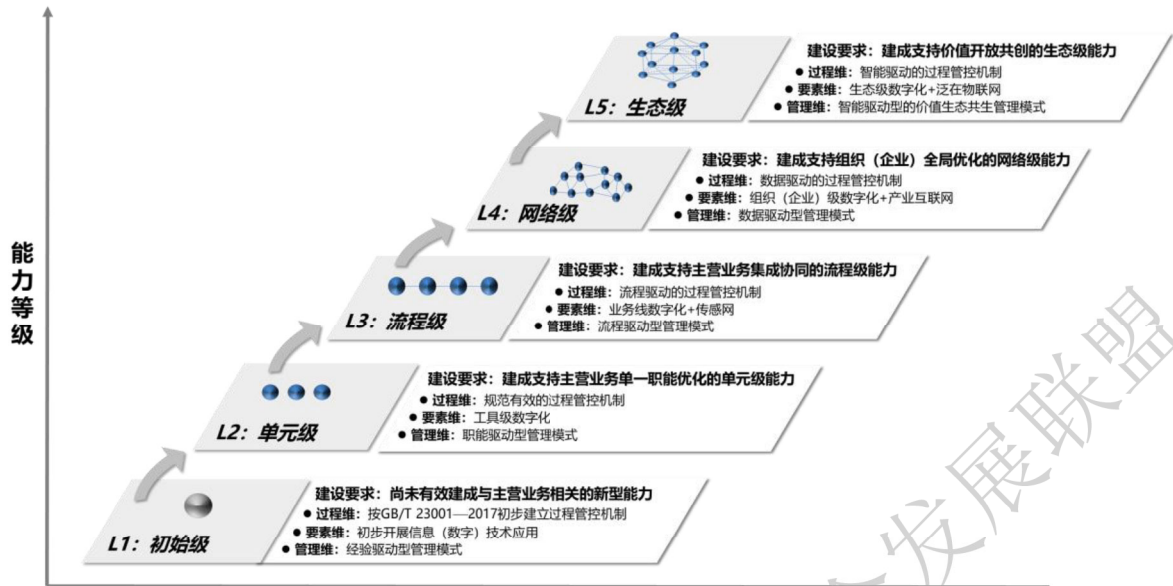 能力等级
L5：生态级
建设要求：建成支持价值开放共创的生态级能力
● 过程维：智能驱动的过程管控机制
● 要素维：生态级数字化+泛在物联网
● 管理维：智能驱动型的价值生态共生管理模式
L4：网络级
建设要求：建成支持组织（企业）全局优化的网络级能力
● 过程维：数据驱动的过程管控机制
● 要素维：组织（企业）级数字化+产业互联网
● 管理维：数据驱动型管理模式
L3：流程级
建设要求：建成支持主营业务集成协同的流程级能力
● 过程维：流程驱动的过程管控机制
● 要素维：业务线数字化+传感网
● 管理维：流程驱动型管理模式
L2：单元级
建设要求：建成支持主营业务单一职能优化的单元级能力
● 过程维：规范有效的过程管控机制
● 要素维：工具级数字化
● 管理维：职能驱动型管理模式
L1：初始级
建设要求：尚未有效建成与主营业务相关的新型能力
● 过程维：按GB/T 23001—2017初步建立过程管控机制
● 要素维：初步开展信息（数字）技术应用
● 管理维：经验驱动型管理模式
发展联盟